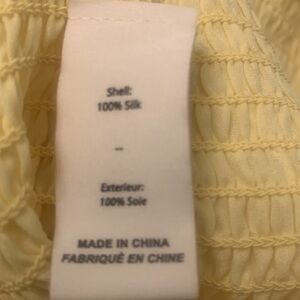 Shell:
100% Silk
--
Exterieur:
100% Soie
MADE IN CHINA
FABRIQUÉ EN CHINE